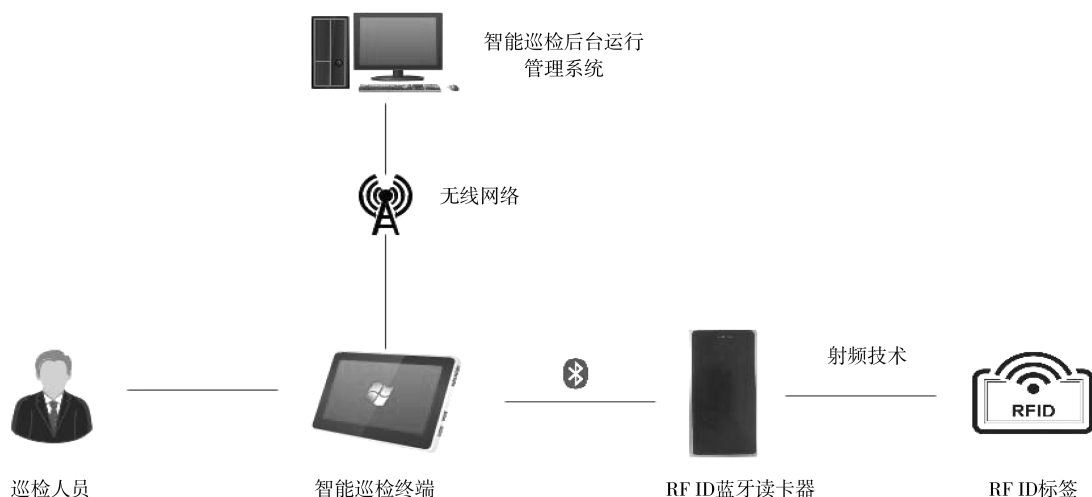 智能巡检后台运行
管理系统
无线网络
射频技术
RFID
巡检人员
智能巡检终端
RF ID蓝牙读卡器
RF ID标签